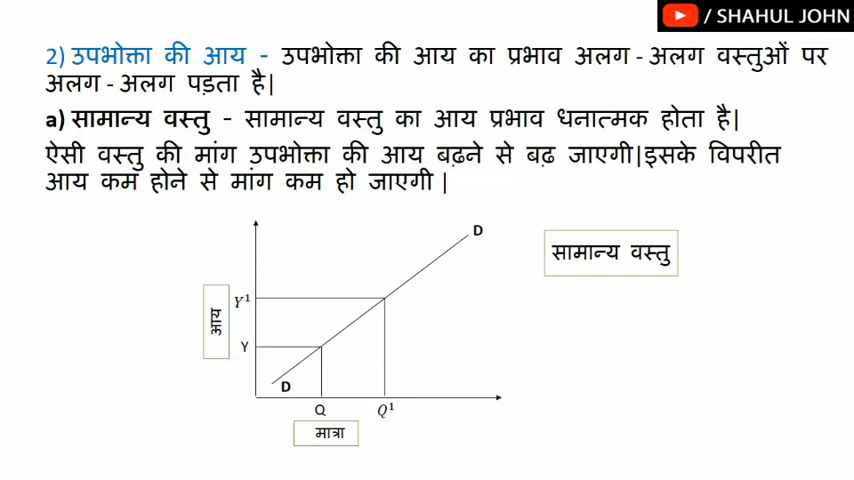 / SHAHUL JOHN
2) उपभोक्ता की आय - उपभोक्ता की आय का प्रभाव अलग - अलग वस्तुओं पर
अलग - अलग पड़ता है|
a) सामान्य वस्तु - सामान्य वस्तु का आय प्रभाव धनात्मक होता है|
ऐसी वस्तु की मांग उपभोक्ता की आय बढ़ने से बढ़ जाएगी|इसके विपरीत
आय कम होने से मांग कम हो जाएगी |
D
सामान्य वस्तु
Y¹
आय
Y
D
Q Q¹
मात्रा